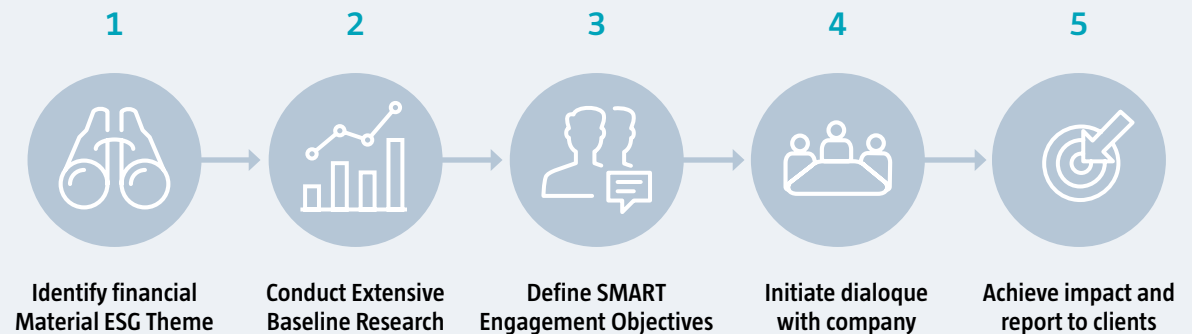 1
2
3
4
5
Identify financial
Material ESG Theme
Conduct Extensive
Baseline Research
Define SMART
Engagement Objectives
Initiate dialoque
with company
Achieve impact and
report to clients